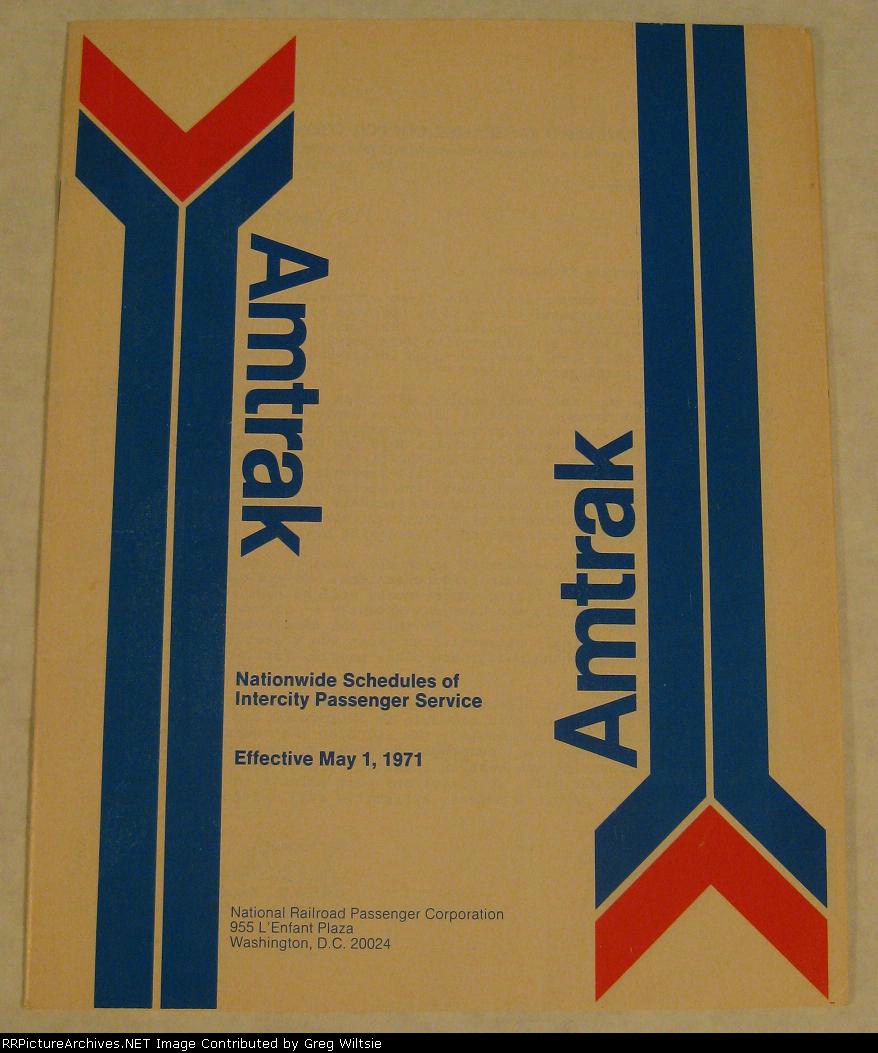 Amtrak
Amtrak
Nationwide Schedules of
Intercity Passenger Service
Effective May 1, 1971
National Railroad Passenger Corporation
955 L'Enfant Plaza
Washington, D.C. 20024
RRPictureArchives.NET Image Contributed by Greg Wiltsie